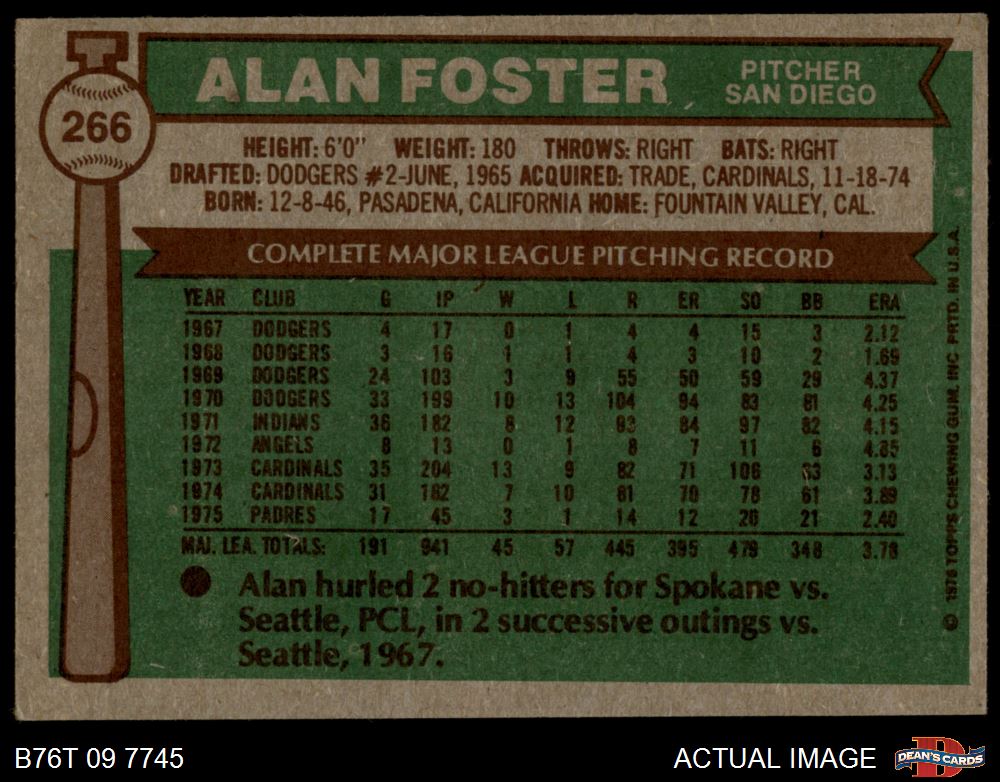 266
ALAN FOSTER
PITCHER
SAN DIEGO
HEIGHT: 6'0" WEIGHT: 180 THROWS: RIGHT BATS: RIGHT
DRAFTED: DODGERS #2-JUNE, 1965 ACQUIRED: TRADE, CARDINALS, 11-18-74
BORN: 12-8-46, PASADENA, CALIFORNIA HOME: FOUNTAIN VALLEY, CAL.
COMPLETE MAJOR LEAGUE PITCHING RECORD
YEAR CLUB G IP W L R ER SO BB ERA
1967 DODGERS 4 17 0 1 4 4 15 3 2.12
1968 DODGERS 3 16 1 1 4 3 10 2 1.69
1969 DODGERS 24 103 3 9 55 50 59 29 4.37
1970 DODGERS 33 199 10 13 104 94 83 81 4.25
1971 INDIANS 36 182 8 12 93 84 97 82 4.15
1972 ANGELS 8 13 0 1 8 7 11 6 4.85
1973 CARDINALS 35 204 13 9 82 71 106 63 3.13
1974 CARDINALS 31 162 7 10 81 70 78 61 3.89
1975 PADRES 17 45 3 1 14 12 20 21 2.40
MAJ. LEA. TOTALS: 191 941 45 57 445 395 479 348 3.78
Alan hurled 2 no-hitters for Spokane vs.
Seattle, PCL, in 2 successive outings vs.
Seattle, 1967.
© 1976 TOPPS CHEWING GUM, INC. PRTD. IN U.S.A.
B76T 09 7745
ACTUAL IMAGE
D
DEAN'S CARDS